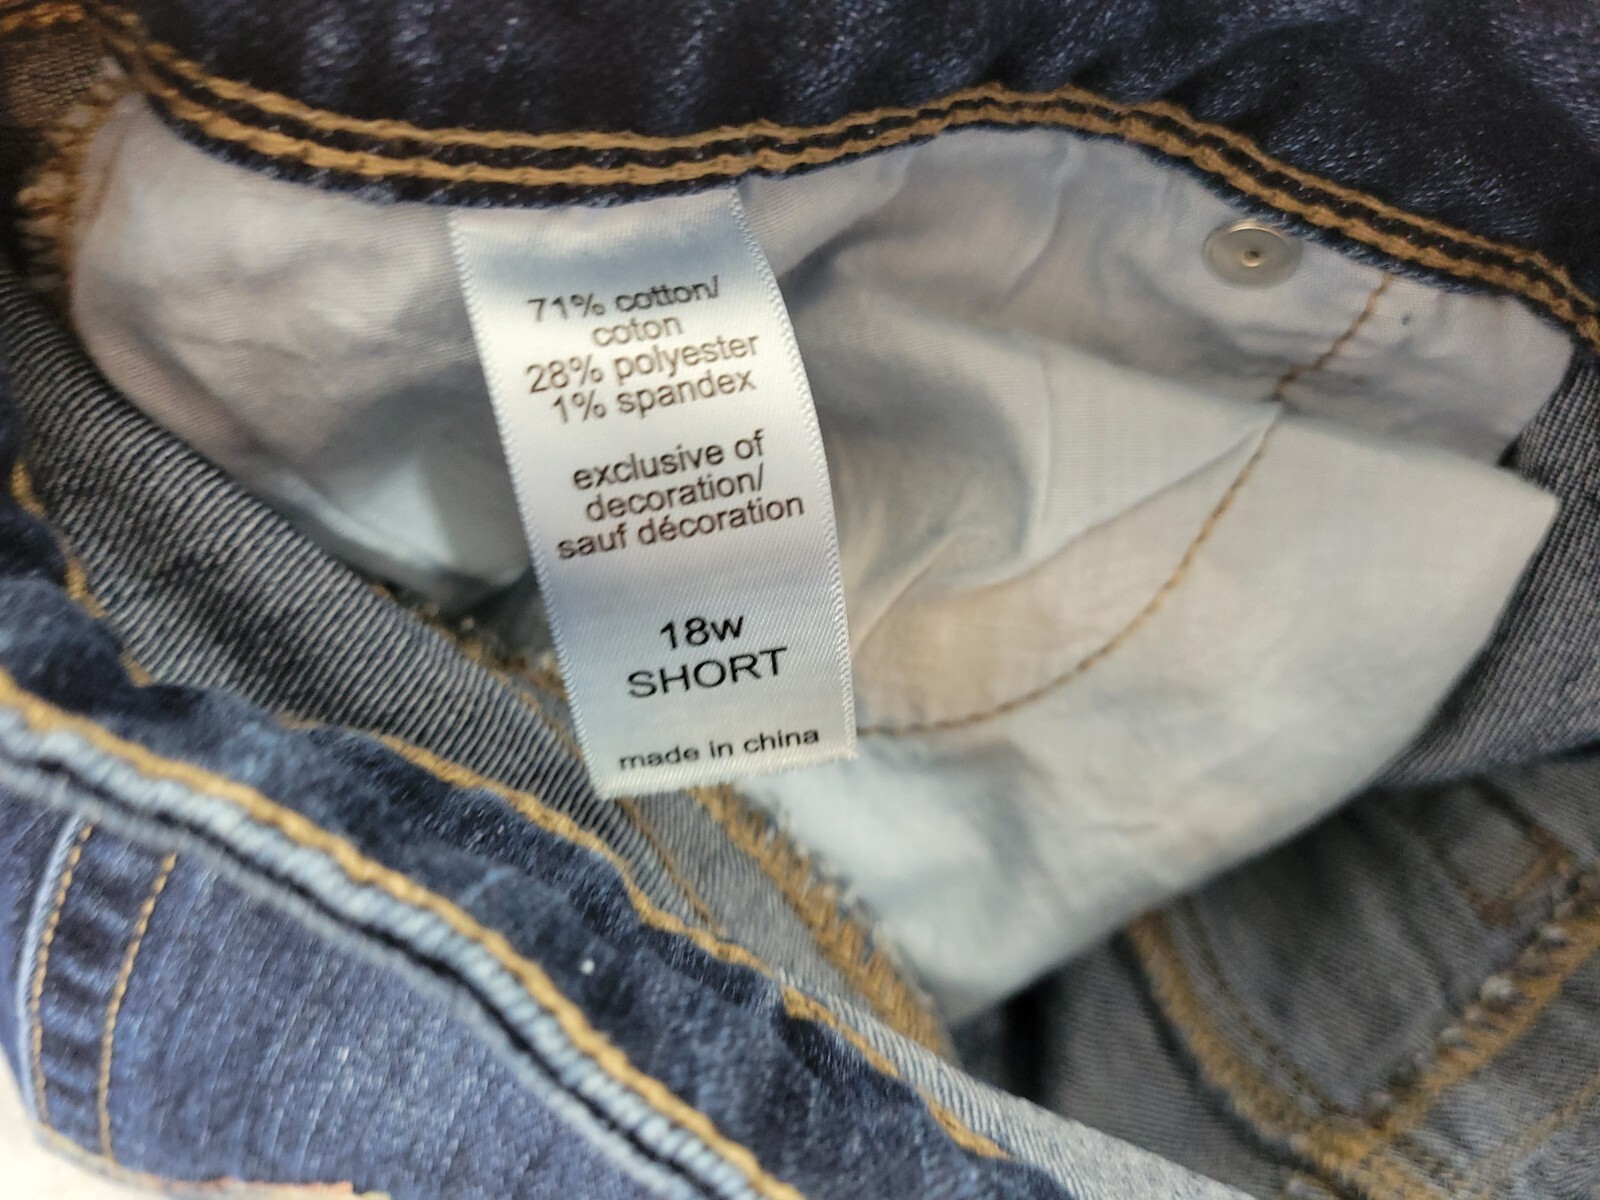 71% cotton/
coton
28% polyester
1% spandex
exclusive of
decoration/
sauf décoration
18w
SHORT
made in china